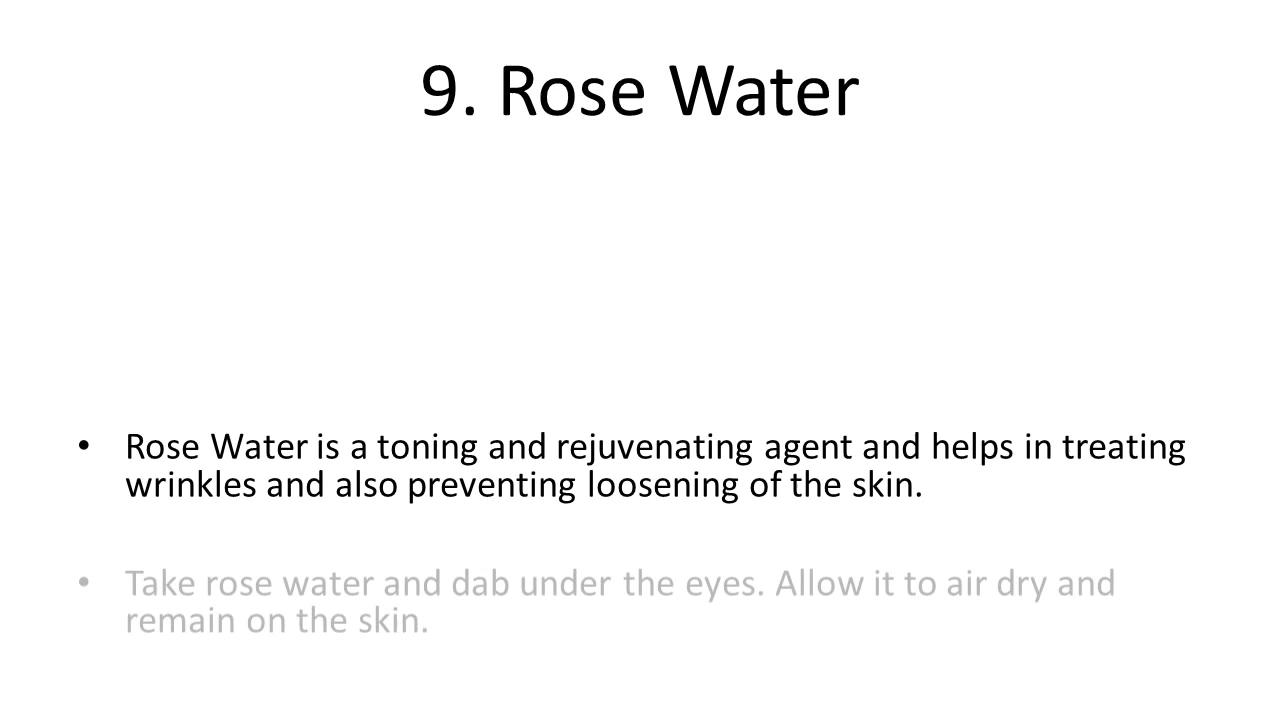 9. Rose Water
• Rose Water is a toning and rejuvenating agent and helps in treating
wrinkles and also preventing loosening of the skin.
• Take rose water and dab under the eyes. Allow it to air dry and
remain on the skin.